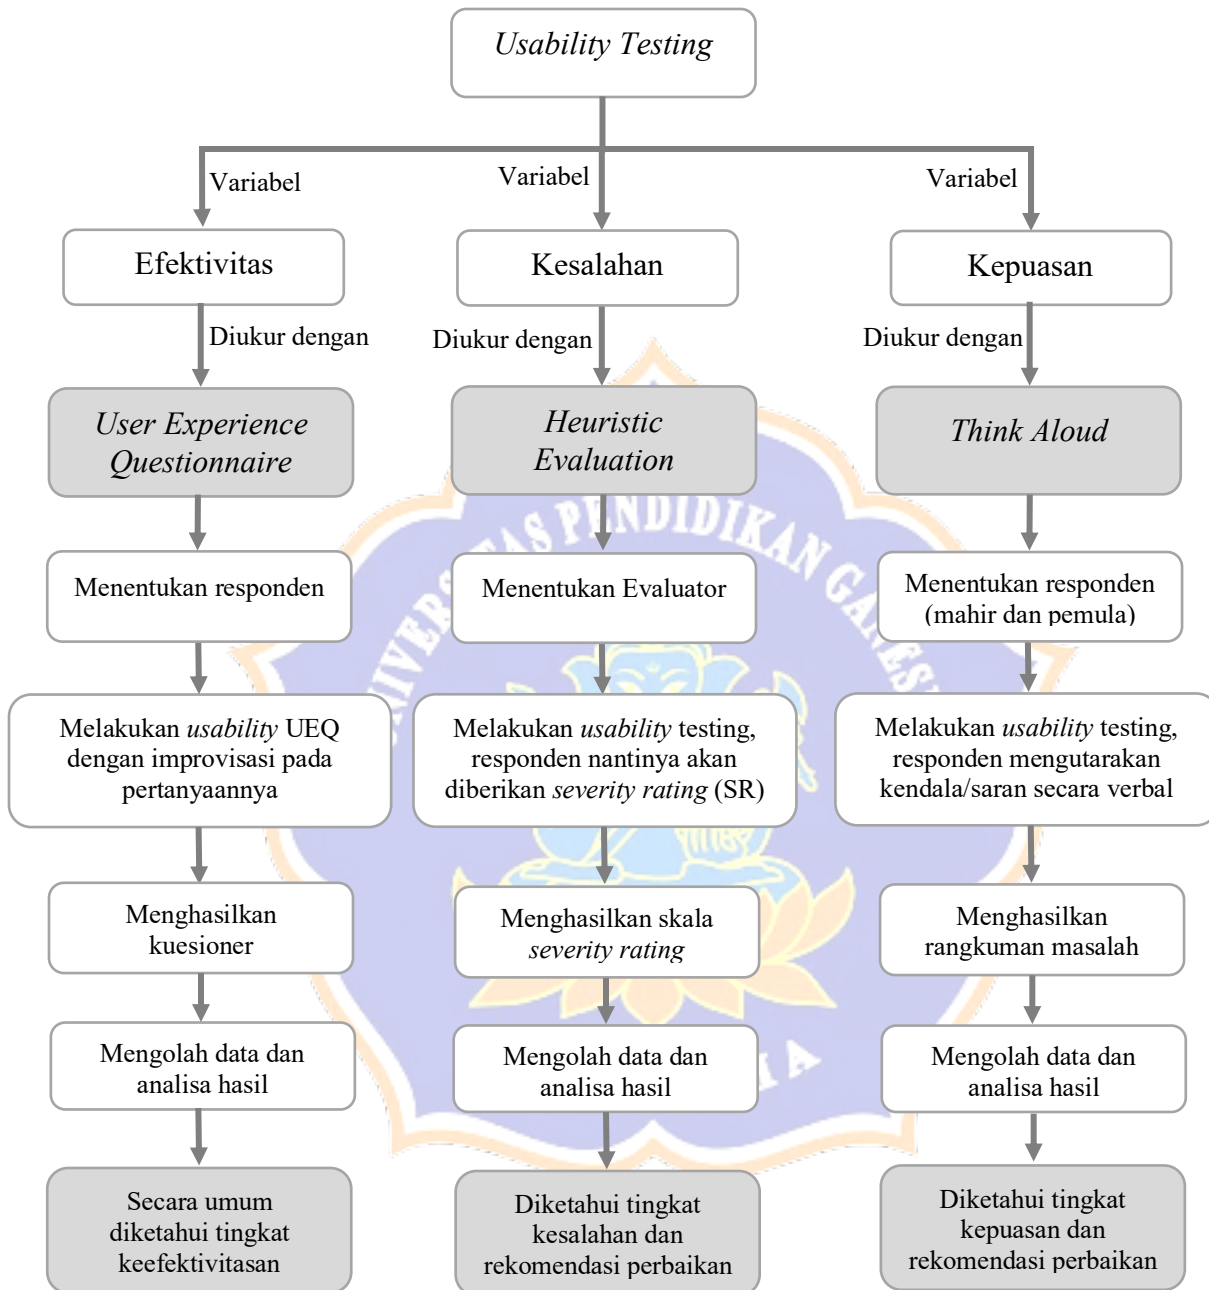 Usability Testing
Variabel
Variabel
Variabel
Efektivitas
Kesalahan
Kepuasan
Diukur dengan
Diukur dengan
Diukur dengan
User Experience
Questionnaire
Heuristic
Evaluation
Think Aloud
Menentukan responden
Menentukan Evaluator
Menentukan responden
(mahir dan pemula)
Melakukan usability UEQ
dengan improvisasi pada
pertanyaannya
Melakukan usability testing,
responden nantinya akan
diberikan severity rating (SR)
Melakukan usability testing,
responden mengutarakan
kendala/saran secara verbal
Menghasilkan
kuesioner
Menghasilkan skala
severity rating
Menghasilkan
rangkuman masalah
Mengolah data dan
analisa hasil
Mengolah data dan
analisa hasil
Mengolah data dan
analisa hasil
Secara umum
diketahui tingkat
keefektivitasan
Diketahui tingkat
kesalahan dan
rekomendasi perbaikan
Diketahui tingkat
kepuasan dan
rekomendasi perbaikan
PENDIDIKAN